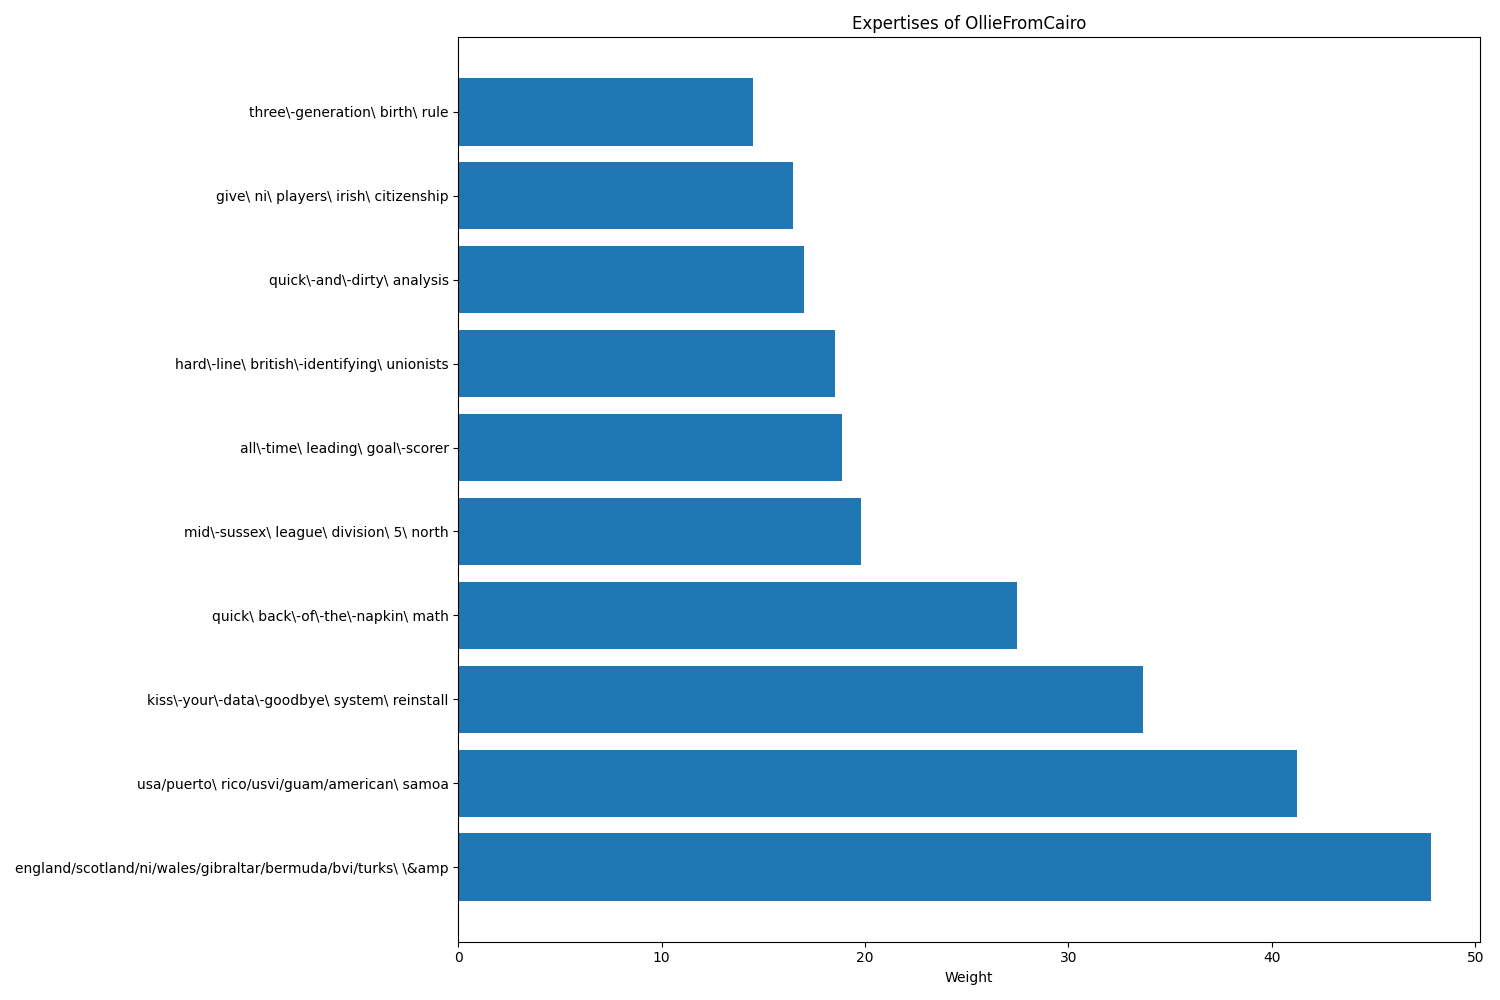 Expertises of OllieFromCairo
three\-generation\ birth\ rule
give\ ni\ players\ irish\ citizenship
quick\-and\-dirty\ analysis
hard\-line\ british\-identifying\ unionists
all\-time\ leading\ goal\-scorer
mid\-sussex\ league\ division\ 5\ north
quick\ back\-of\-the\-napkin\ math
kiss\-your\-data\-goodbye\ system\ reinstall
usa/puerto\ rico/usvi/guam/american\ samoa
england/scotland/ni/wales/gibraltar/bermuda/bvi/turks\ \&amp
0 10 20 30 40 50
Weight